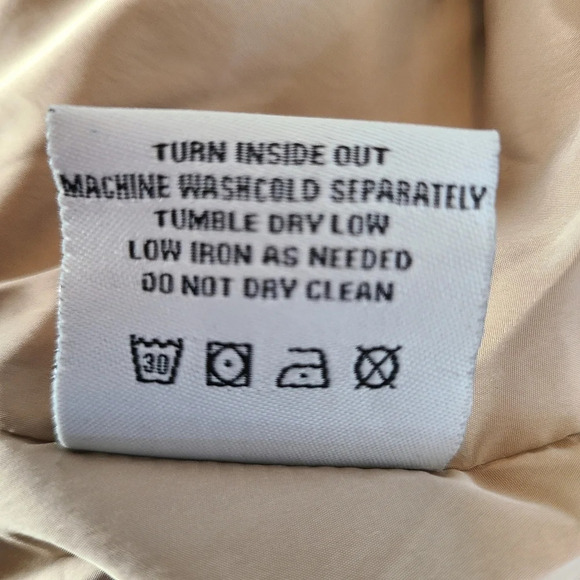 TURN INSIDE OUT
MACHINE WASHCOLD SEPARATELY
TUMBLE DRY LOW
LOW IRON AS NEEDED
DO NOT DRY CLEAN
30